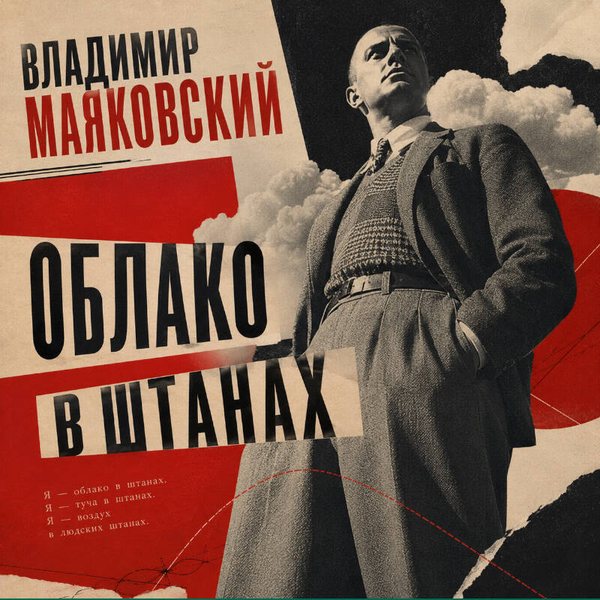 ВЛАДИМИР
МАЯКОВСКИЙ
ОБЛАКО
В ШТАНАХ
Я — облако в штанах.
Я — туча в штанах.
Я — воздух
в людских штанах.